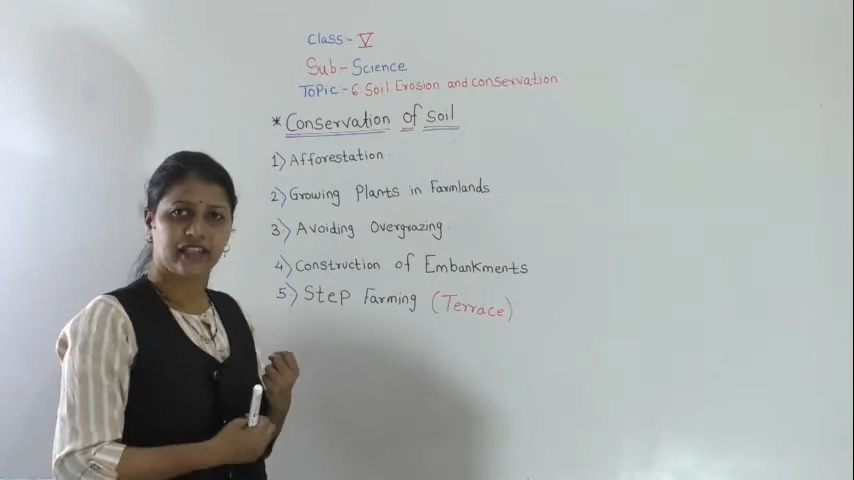 Class - V
Sub - Science
Topic - 6. Soil Erosion and conservation
* Conservation of soil
1) Afforestation
2) Growing Plants in Farmlands
3) Avoiding Overgrazing.
4) Construction of Embankments
5) Step Farming (Terrace)